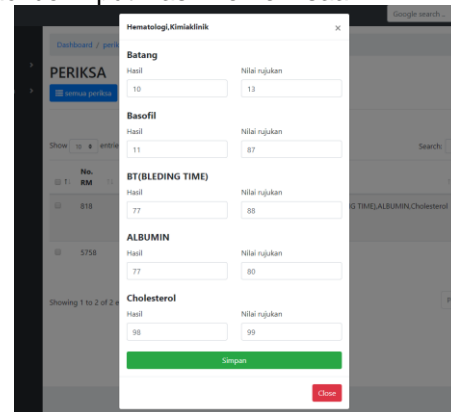 Google search ...
Hematologi,Kimiaklinik ×
Dashboard / perik
PERIKSA
semua periksa
Show 10 entrie
Search:
No.
RM
818
G TIME),ALBUMIN,Cholesterol
5758
Showing 1 to 2 of 2 e
Batang
Hasil Nilai rujukan
10 13
Basofil
Hasil Nilai rujukan
11 87
BT(BLEDING TIME)
Hasil Nilai rujukan
77 88
ALBUMIN
Hasil Nilai rujukan
77 80
Cholesterol
Hasil Nilai rujukan
98 99
Simpan
Close